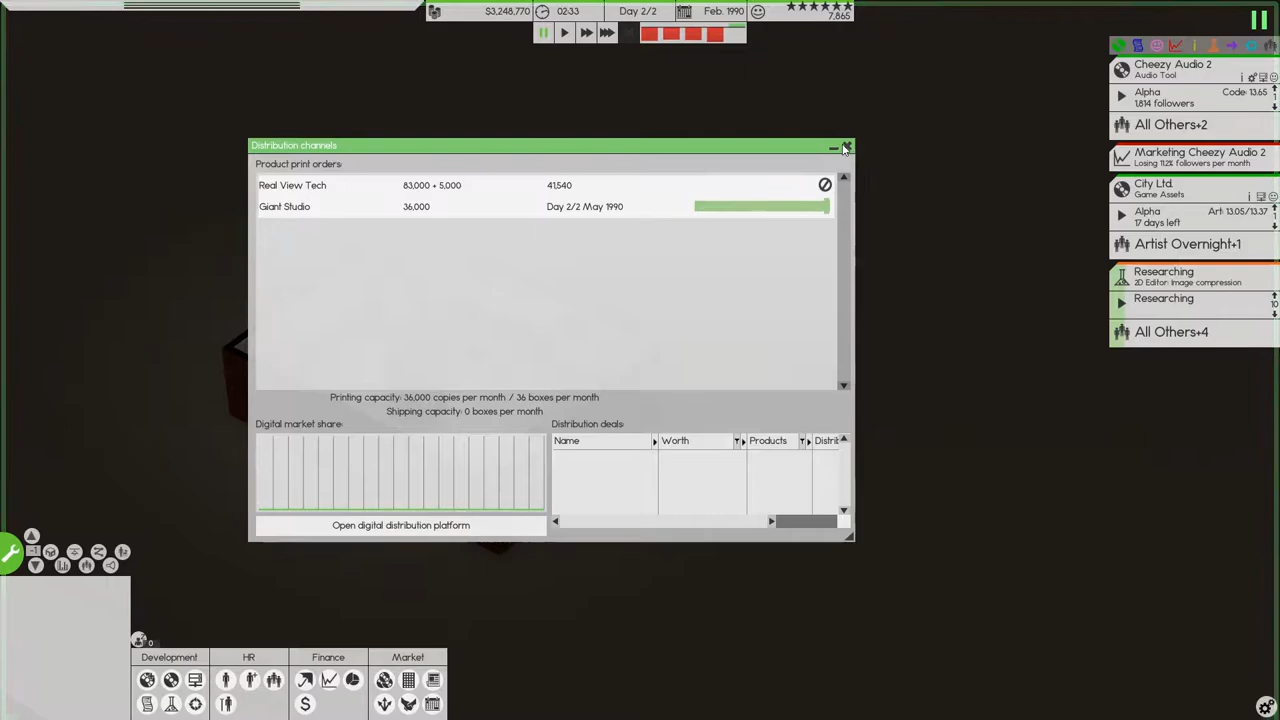 $3,248,770
02:33
Day 2/2
Feb. 1990
7,865
Distribution channels
Product print orders:
Real View Tech 83,000 + 5,000 41,540
Giant Studio 36,000 Day 2/2 May 1990
Printing capacity: 36,000 copies per month / 36 boxes per month
Shipping capacity: 0 boxes per month
Digital market share:
Distribution deals:
Name Worth Products Distrib
Open digital distribution platform
Cheezy Audio 2
Audio Tool
Alpha Code: 13.65
1,814 followers 1
All Others+2
Marketing Cheezy Audio 2
Losing 112% followers per month
City Ltd.
Game Assets
Alpha Art: 13.05/13.37
17 days left 1
Artist Overnight+1
Researching
2D Editor: Image compression
Researching
10
All Others+4
-1
0%
Development HR Finance Market